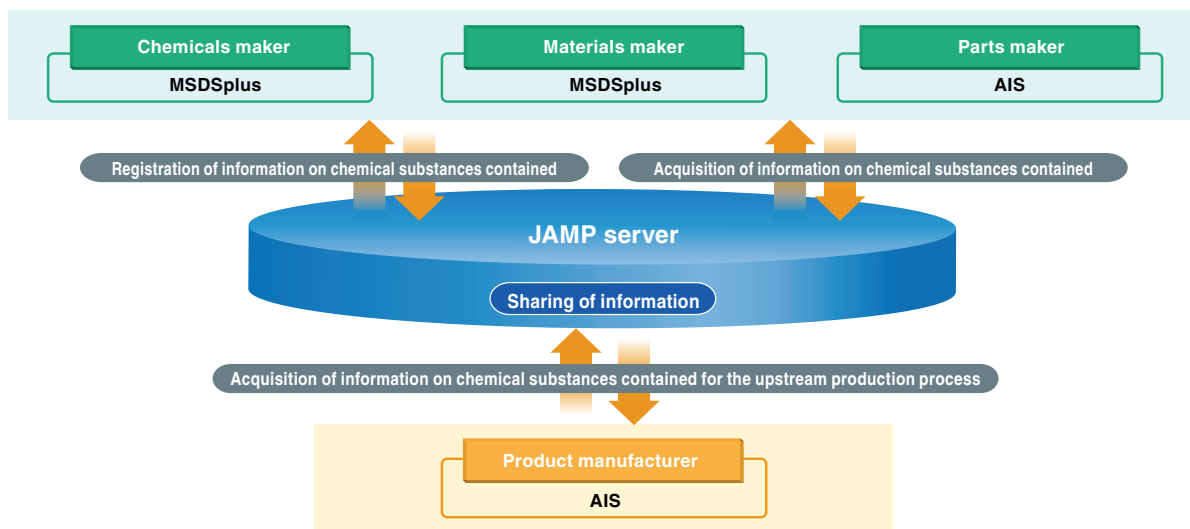 Chemicals maker
MSDSplus
Materials maker
MSDSplus
Parts maker
AIS
Registration of information on chemical substances contained
Acquisition of information on chemical substances contained
JAMP server
Sharing of information
Acquisition of information on chemical substances contained for the upstream production process
Product manufacturer
AIS